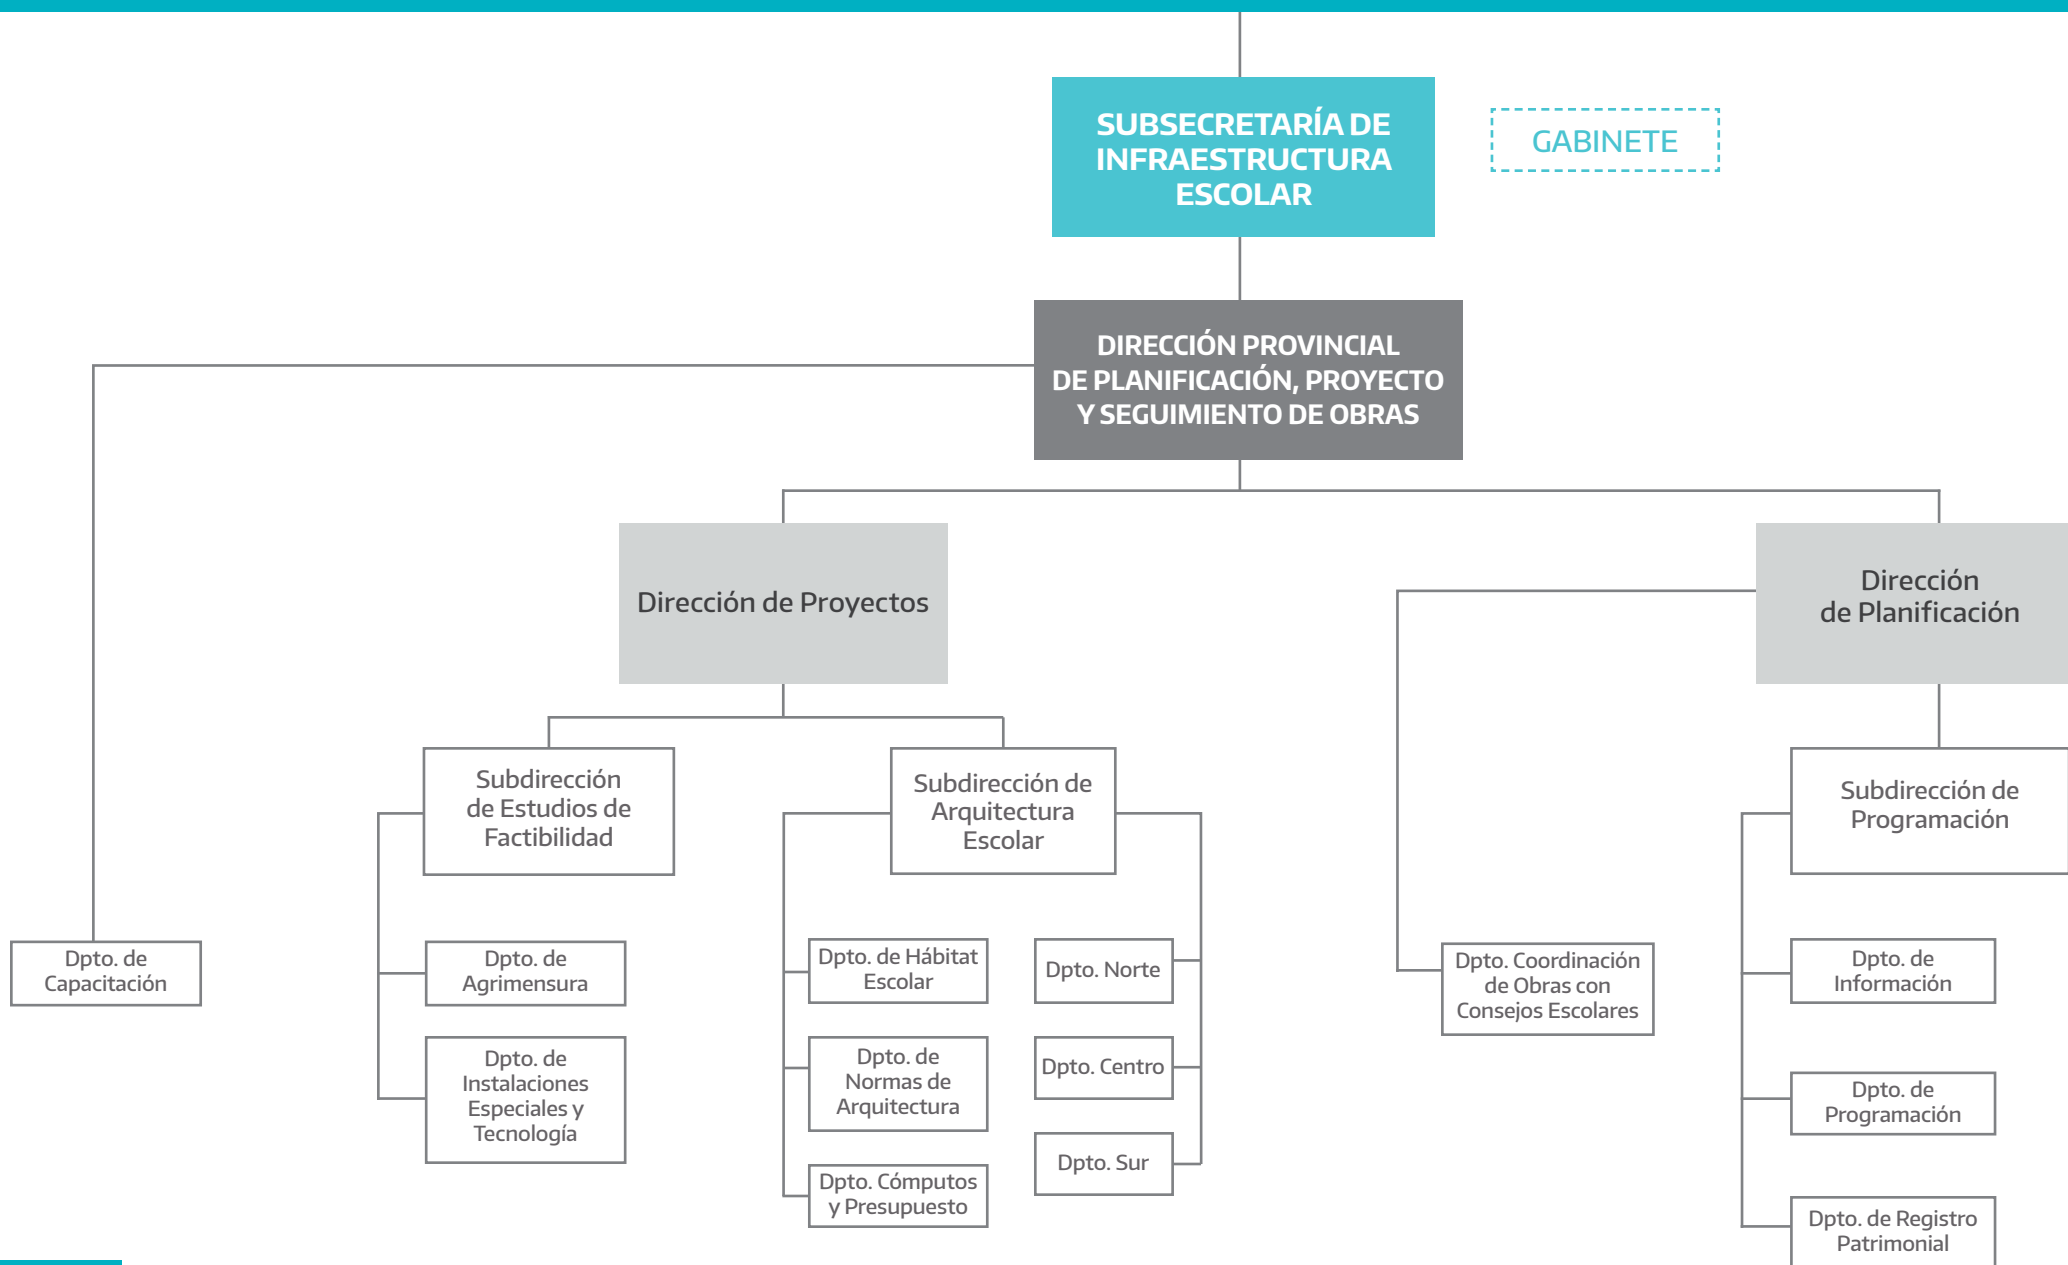 SUBSECRETARÍA DE
INFRAESTRUCTURA
ESCOLAR
GABINETE
DIRECCIÓN PROVINCIAL
DE PLANIFICACIÓN, PROYECTO
Y SEGUIMIENTO DE OBRAS
Dirección de Proyectos
Dirección
de Planificación
Subdirección
de Estudios de
Factibilidad
Subdirección de
Arquitectura
Escolar
Subdirección de
Programación
Dpto. de
Capacitación
Dpto. de
Agrimensura
Dpto. de
Instalaciones
Especiales y
Tecnología
Dpto. de Hábitat
Escolar
Dpto. de
Normas de
Arquitectura
Dpto. Cómputos
y Presupuesto
Dpto. Norte
Dpto. Centro
Dpto. Sur
Dpto. Coordinación
de Obras con
Consejos Escolares
Dpto. de
Información
Dpto. de
Programación
Dpto. de Registro
Patrimonial